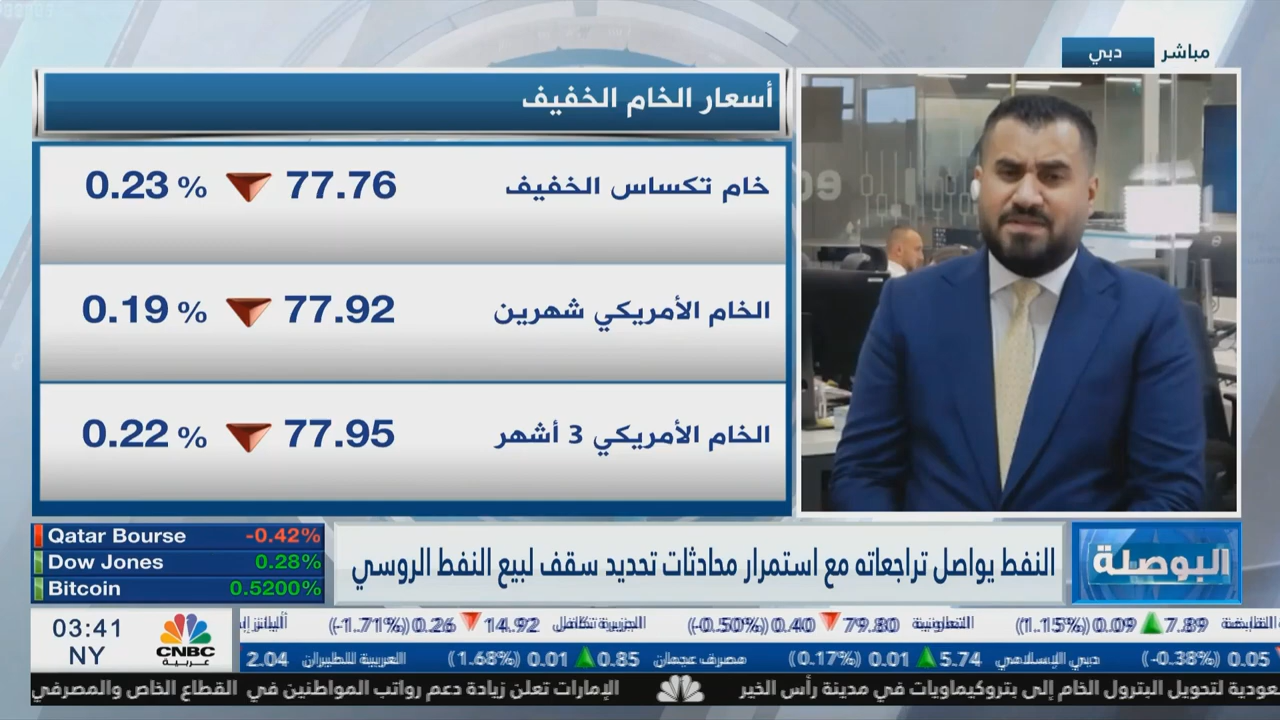 مباشر دبي
أسعار الخام الخفيف
خام تكساس الخفيف 77.76 0.23 %
الخام الأمريكي شهرين 77.92 0.19 %
الخام الأمريكي 3 أشهر 77.95 0.22 %
البوصلة
النفط يواصل تراجعاته مع استمرار محادثات تحديد سقف لبيع النفط الروسي
Qatar Bourse -0.42%
Dow Jones 0.28%
Bitcoin 0.5200%
03:41
NY
CNBC
عربية
القابضة 7.89 0.09 (1.15%) التعاونية 79.80 0.40 (-0.50%) الجزيرة تكافل 14.92 0.26 (-1.71%)
0.05 (-0.38%) دبي الإسلامي 5.74 0.01 (0.17%) مصرف عجمان 0.85 0.01 (1.68%) العربية للطيران 2.04
عودية لتحويل البترول الخام إلى بتروكيماويات في مدينة رأس الخير الإمارات تعلن زيادة دعم رواتب المواطنين في القطاع الخاص والمصرفي